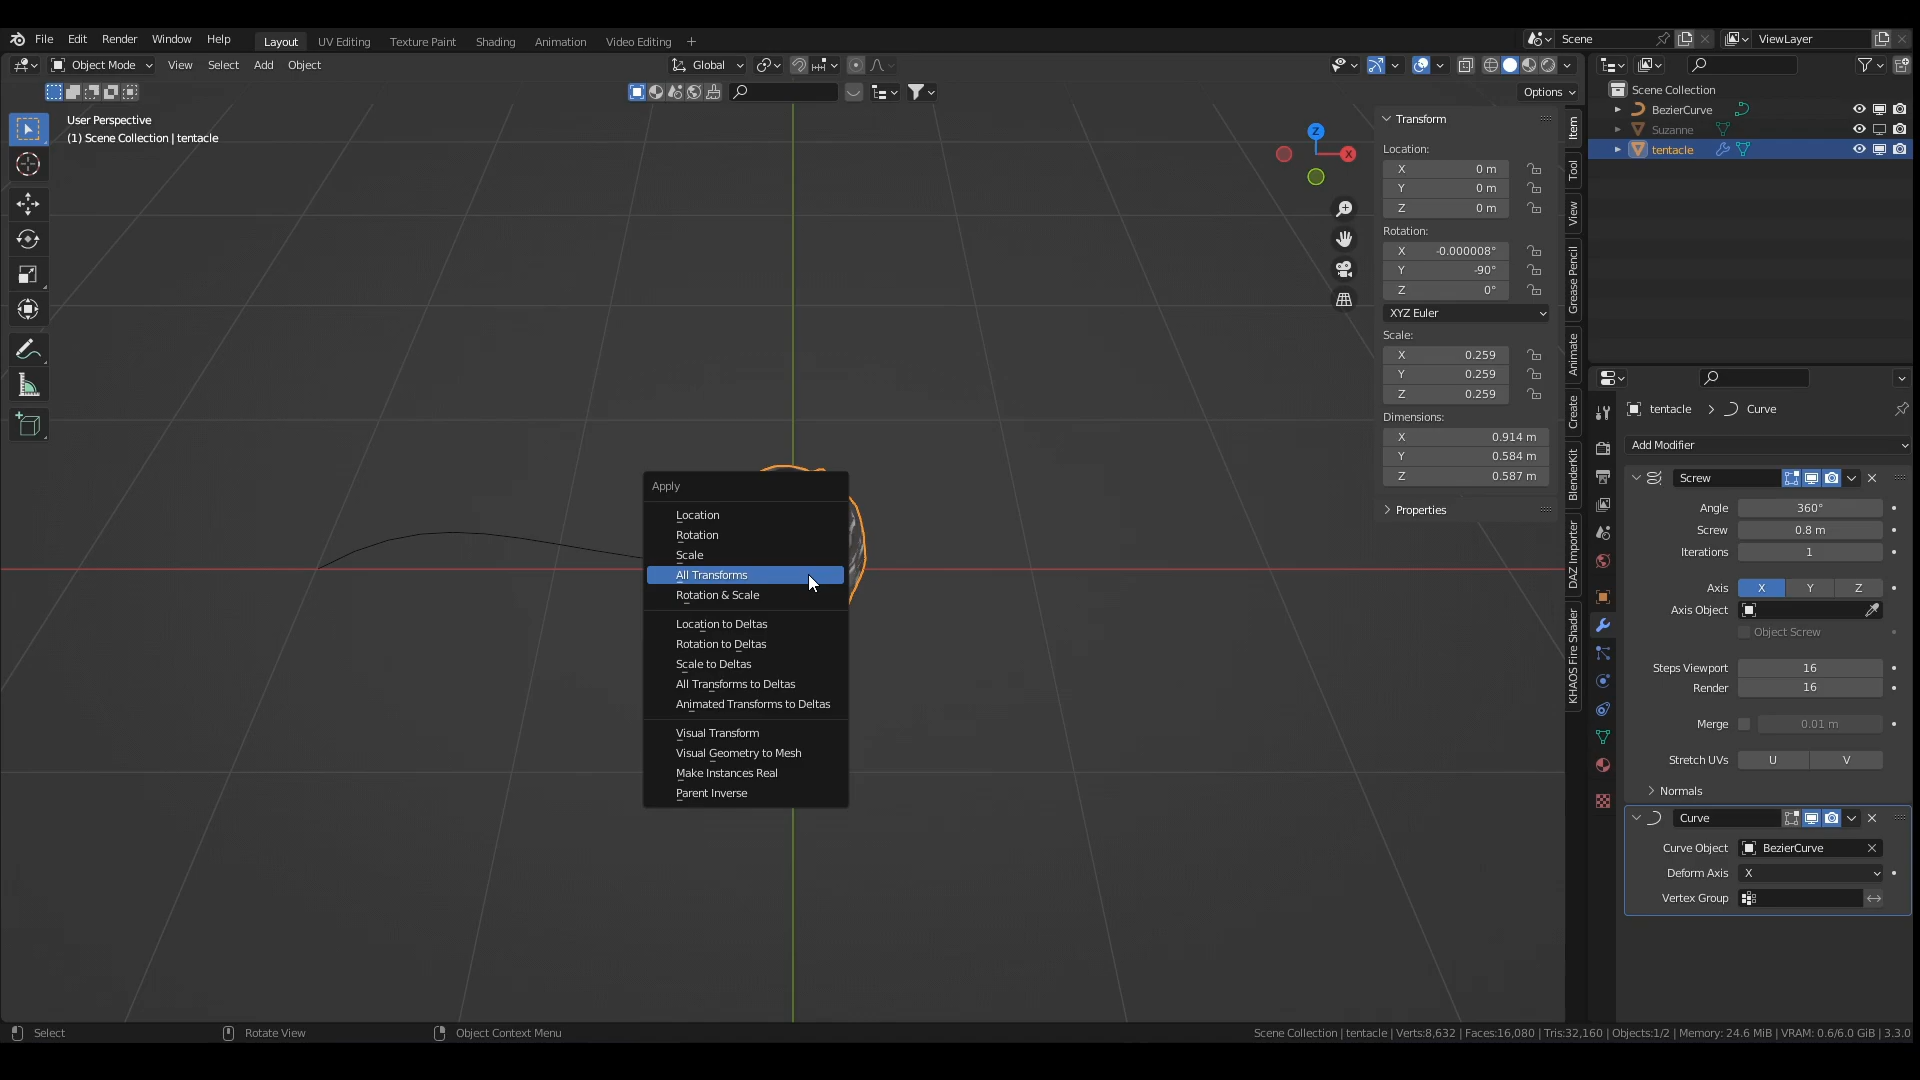 File Edit Render Window Help Layout UV Editing Texture Paint Shading Animation Video Editing + Scene ViewLayer
Object Mode View Select Add Object Global
Options
User Perspective
(1) Scene Collection | tentacle
Z
X
Transform
Location:
X 0 m
Y 0 m
Z 0 m
Rotation:
X -0.000008°
Y -90°
Z 0°
XYZ Euler
Scale:
X 0.259
Y 0.259
Z 0.259
Dimensions:
X 0.914 m
Y 0.584 m
Z 0.587 m
Properties
Item
Tool
View
Grease Pencil
Animate
Create
BlenderKit
DAZ Importer
KHAOS Fire Shader
Apply
Location
Rotation
Scale
All Transforms
Rotation & Scale
Location to Deltas
Rotation to Deltas
Scale to Deltas
All Transforms to Deltas
Animated Transforms to Deltas
Visual Transform
Visual Geometry to Mesh
Make Instances Real
Parent Inverse
Scene Collection
BezierCurve
Suzanne
tentacle
tentacle > Curve
Add Modifier
Screw
Angle 360°
Screw 0.8 m
Iterations 1
Axis X Y Z
Axis Object
Object Screw
Steps Viewport 16
Render 16
Merge 0.01 m
Stretch UVs U V
Normals
Curve
Curve Object BezierCurve
Deform Axis X
Vertex Group
Select Rotate View Object Context Menu
Scene Collection | tentacle | Verts:8,632 | Faces:16,080 | Tris:32,160 | Objects:1/2 | Memory: 24.6 MiB | VRAM: 0.6/6.0 GiB | 3.3.0